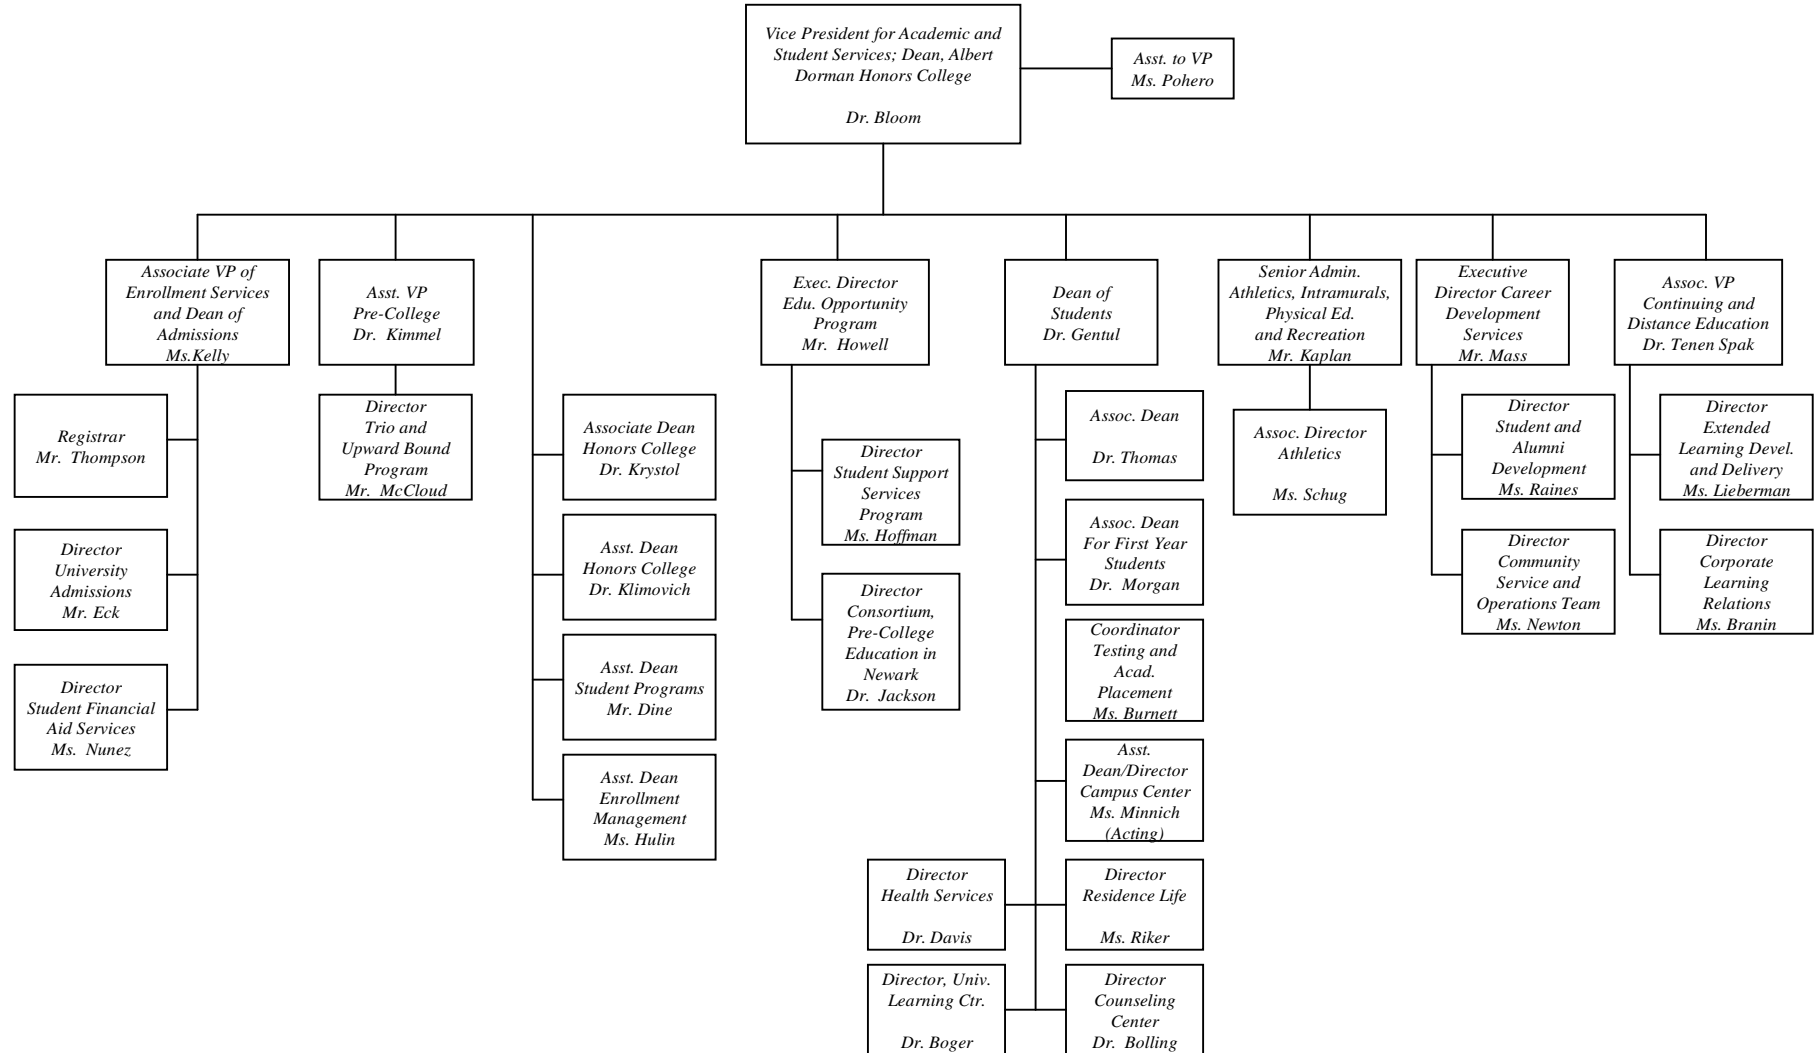 Vice President for Academic and
Student Services; Dean, Albert
Dorman Honors College
Dr. Bloom
Asst. to VP
Ms. Pohero
Associate VP of
Enrollment Services
and Dean of
Admissions
Ms.Kelly
Asst. VP
Pre-College
Dr. Kimmel
Exec. Director
Edu. Opportunity
Program
Mr. Howell
Dean of
Students
Dr. Gentul
Senior Admin.
Athletics, Intramurals,
Physical Ed.
and Recreation
Mr. Kaplan
Executive
Director Career
Development
Services
Mr. Mass
Assoc. VP
Continuing and
Distance Education
Dr. Tenen Spak
Registrar
Mr. Thompson
Director
University
Admissions
Mr. Eck
Director
Student Financial
Aid Services
Ms. Nunez
Director
Trio and
Upward Bound
Program
Mr. McCloud
Associate Dean
Honors College
Dr. Krystol
Asst. Dean
Honors College
Dr. Klimovich
Asst. Dean
Student Programs
Mr. Dine
Asst. Dean
Enrollment
Management
Ms. Hulin
Director
Student Support
Services
Program
Ms. Hoffman
Director
Consortium,
Pre-College
Education in
Newark
Dr. Jackson
Assoc. Dean
Dr. Thomas
Assoc. Dean
For First Year
Students
Dr. Morgan
Coordinator
Testing and
Acad.
Placement
Ms. Burnett
Asst.
Dean/Director
Campus Center
Ms. Minnich
(Acting)
Director
Health Services
Dr. Davis
Director
Residence Life
Ms. Riker
Director, Univ.
Learning Ctr.
Dr. Boger
Director
Counseling
Center
Dr. Bolling
Assoc. Director
Athletics
Ms. Schug
Director
Student and
Alumni
Development
Ms. Raines
Director
Community
Service and
Operations Team
Ms. Newton
Director
Extended
Learning Devel.
and Delivery
Ms. Lieberman
Director
Corporate
Learning
Relations
Ms. Branin